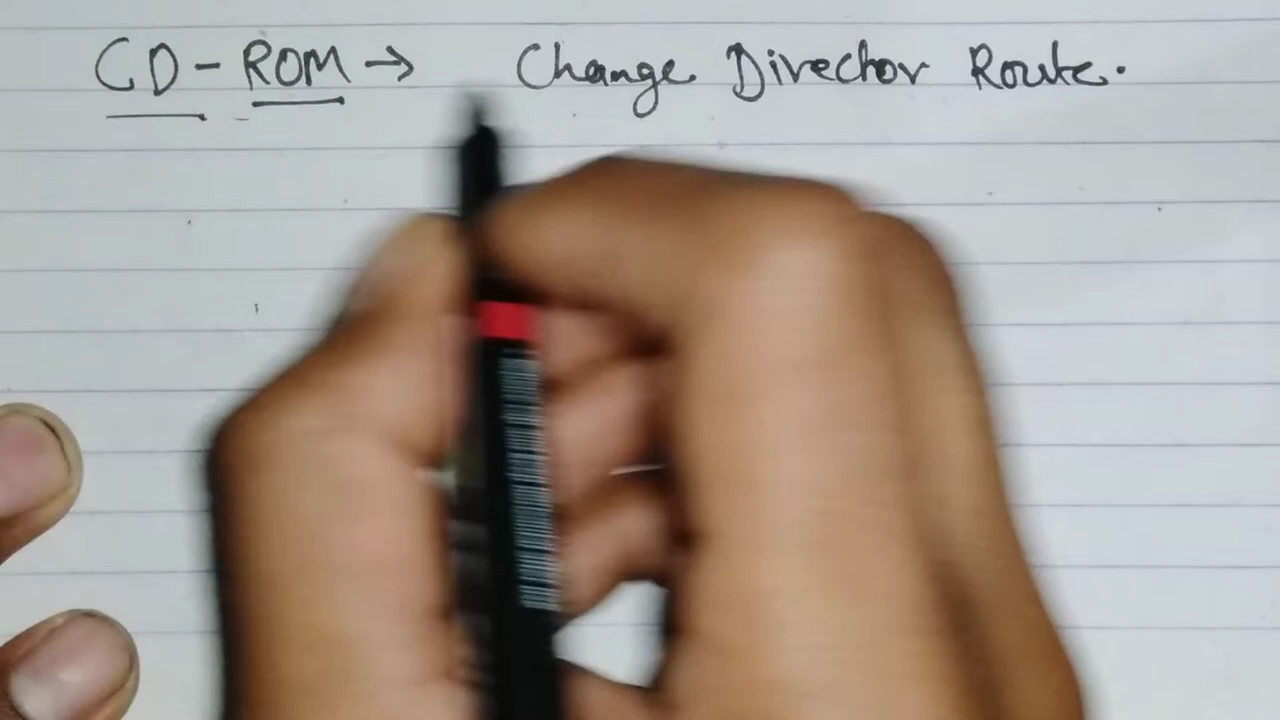 CD-ROM → Change Director Route.